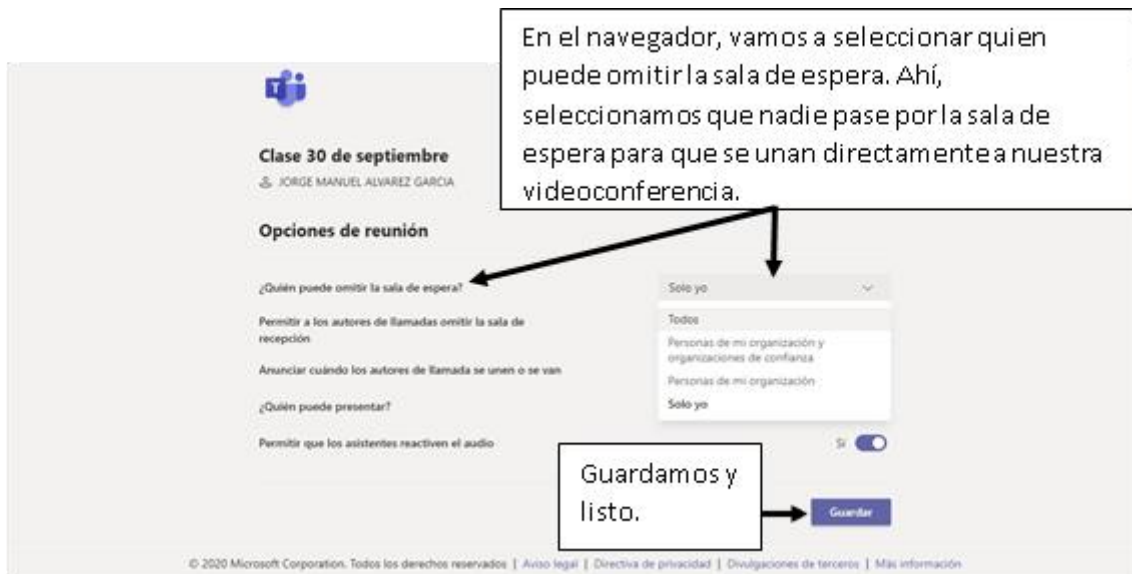 En el navegador, vamos a seleccionar quien
puede omitir la sala de espera. Ahí,
seleccionamos que nadie pase por la sala de
espera para que se unan directamente a nuestra
videoconferencia.
Clase 30 de septiembre
JORGE MANUEL ALVAREZ GARCIA
Opciones de reunión
¿Quién puede omitir la sala de espera?
Solo yo
Permitir a los autores de llamadas omitir la sala de
recepción
Todos
Personas de mi organización y
organizaciones de confianza
Anunciar cuándo los autores de llamada se unen o se van
Personas de mi organización
¿Quién puede presentar?
Solo yo
Permitir que los asistentes reactiven el audio
Sí
Guardamos y
listo.
Guardar
© 2020 Microsoft Corporation. Todos los derechos reservados | Aviso legal | Directiva de privacidad | Divulgaciones de terceros | Más información